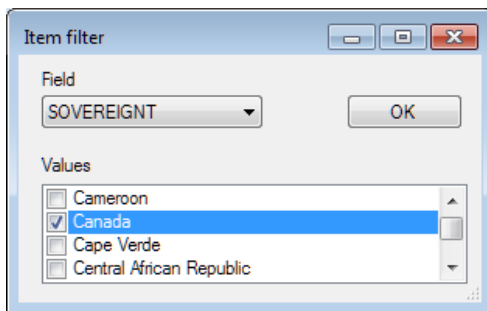 Item filter
Field
SOVEREIGNT
OK
Values
Cameroon
Canada
Cape Verde
Central African Republic